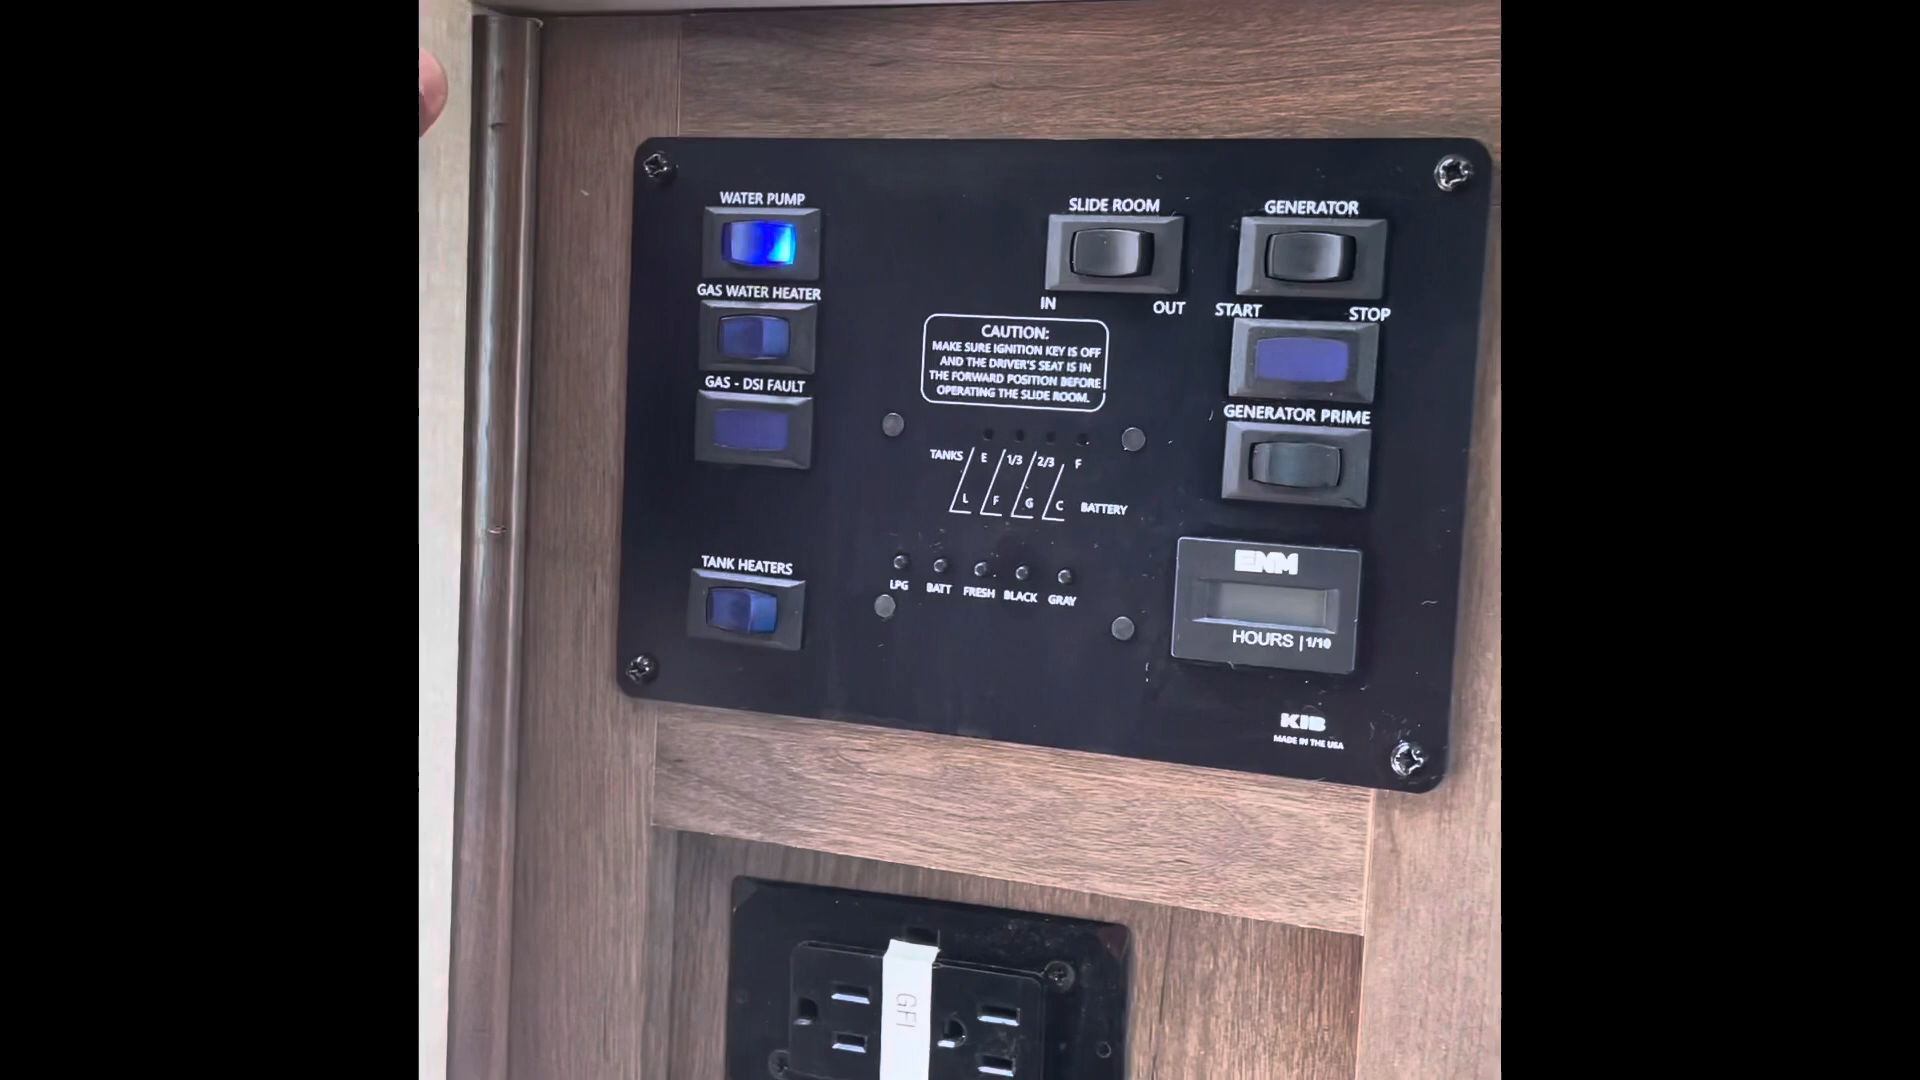 WATER PUMP
SLIDE ROOM
GENERATOR
GAS WATER HEATER
IN
OUT
START
STOP
CAUTION:
MAKE SURE IGNITION KEY IS OFF
AND THE DRIVER'S SEAT IS IN
THE FORWARD POSITION BEFORE
OPERATING THE SLIDE ROOM.
GAS - DSI FAULT
GENERATOR PRIME
TANKS E 1/3 2/3 F
L F G C BATTERY
TANK HEATERS
LPG BATT FRESH BLACK GRAY
ENM
HOURS | 1/10
KIB
MADE IN THE USA
GFI